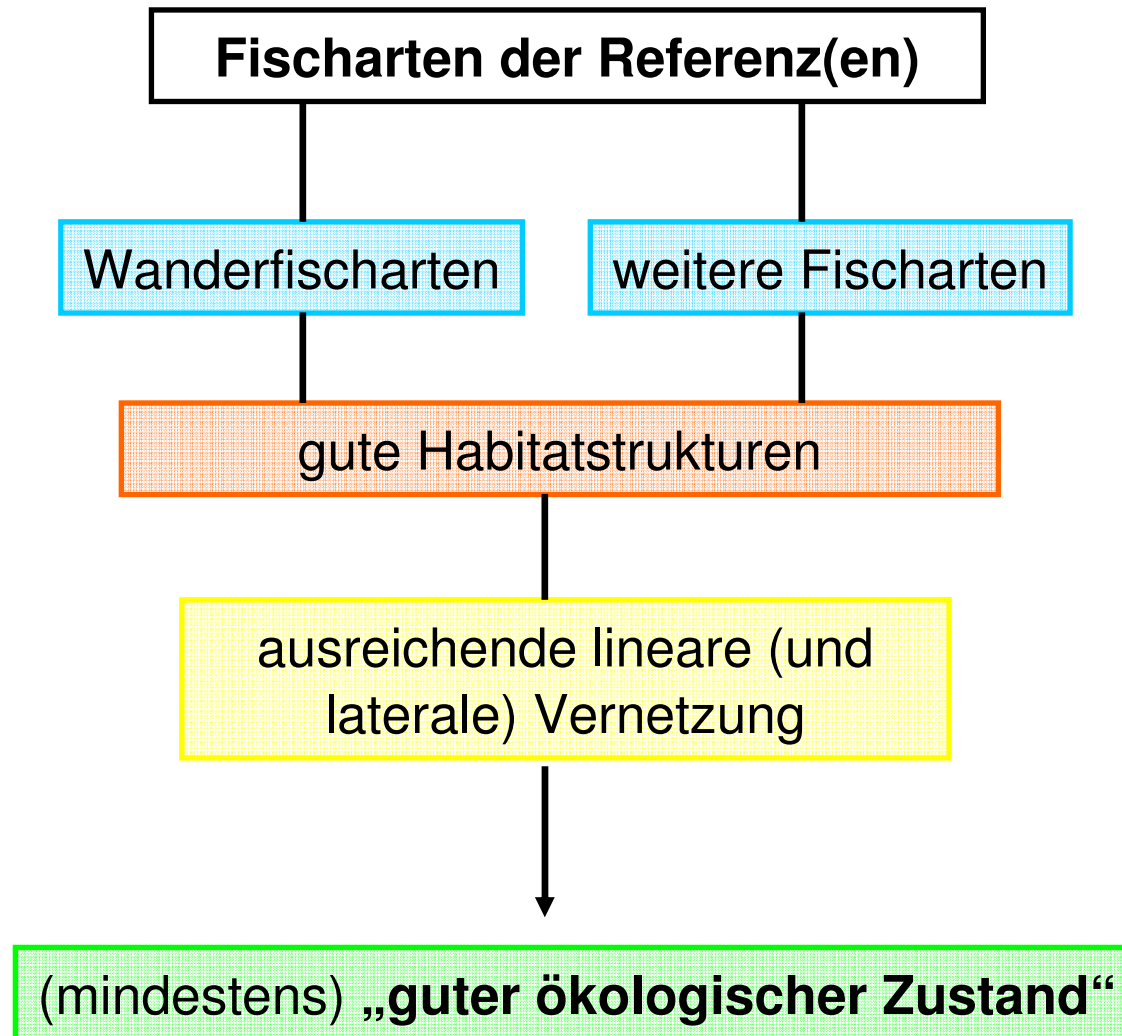 Fischarten der Referenz(en)
Wanderfischarten
weitere Fischarten
gute Habitatstrukturen
ausreichende lineare (und
laterale) Vernetzung
(mindestens) „guter ökologischer Zustand“